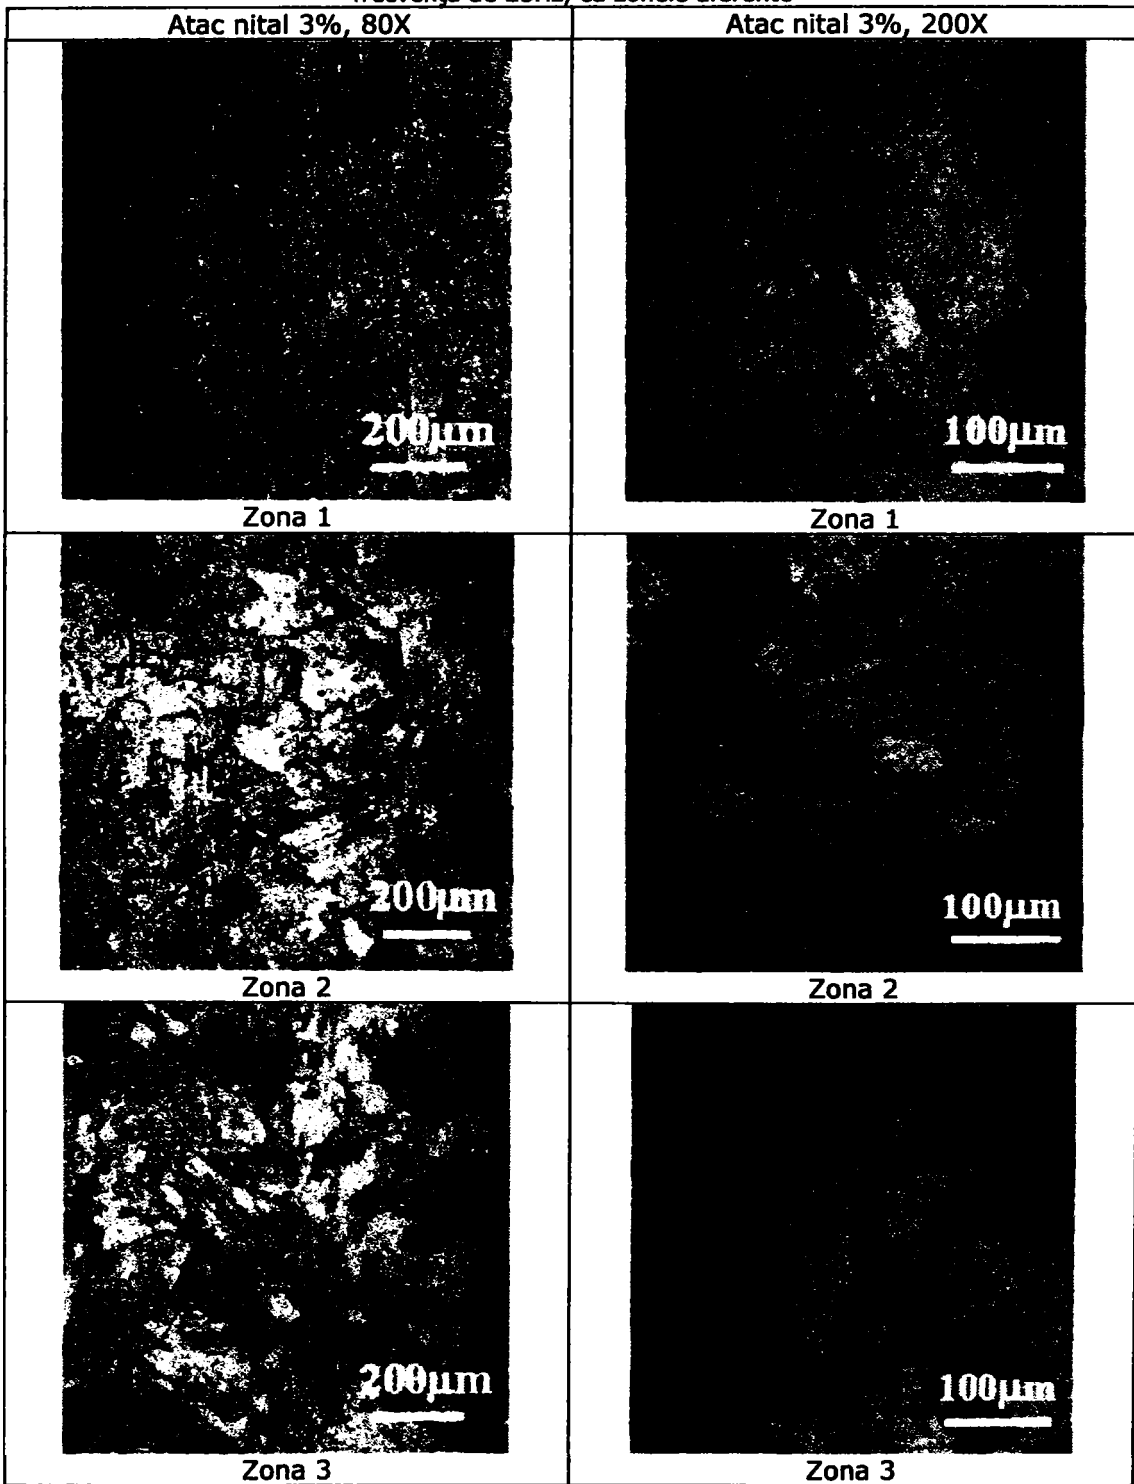 Atac nital 3%, 80X
Atac nital 3%, 200X
200µm
100µm
Zona 1
Zona 1
200µm
100µm
Zona 2
Zona 2
200µm
100µm
Zona 3
Zona 3